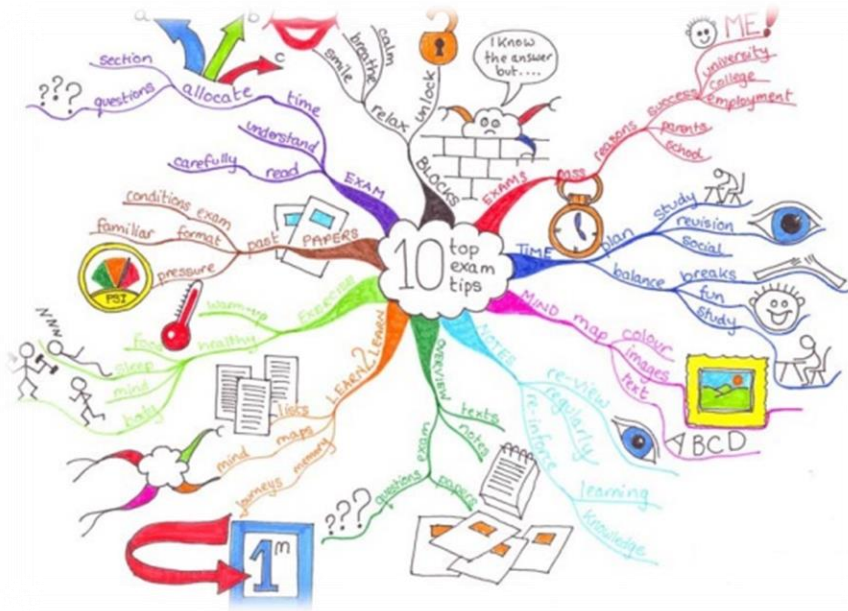 10 top
exam
tips
EXAMS
pass
reasons
success
ME!
university
college
employment
parents
school
TIME
plan
study
revision
social
balance
breaks
fun
study
MIND map
colour
images
text
ABCD
NOTES
re-view
regularly
re-inforce
learning
knowledge
OVERVIEW
texts
notes
exam
papers
questions
???
LEARN 2 LEARN
lists
maps
mind
memory
journeys
1m
EXERCISE
warm-up
healthy
food
sleep
mind
body
NNN
PAPERS
past
exam
conditions
format
familiar
pressure
PSI
EXAM
time
allocate
section
questions
???
a
b
c
understand
read
carefully
BLOCKS
relax
calm
breathe
smile
unlock
I know
the answer
but....